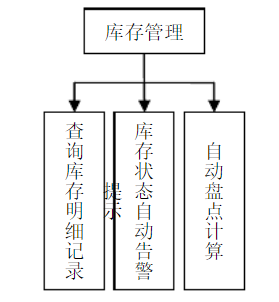 库存管理
查询库存明细记录
提示
库存状态自动告警
自动盘点计算